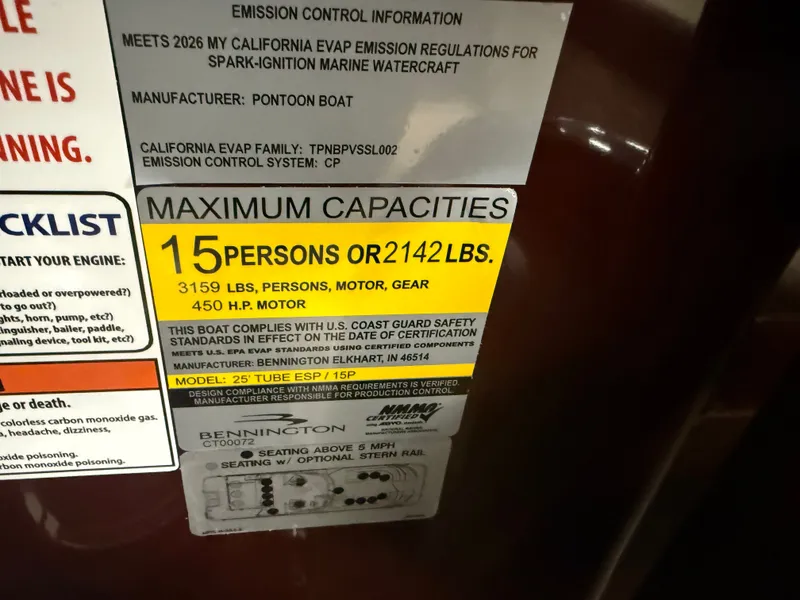 LE
NE IS
NNING.
CKLIST
TART YOUR ENGINE:
rloaded or overpowered?)
to go out?)
ghts, horn, pump, etc?)
inguisher, bailer, paddle,
naling device, tool kit, etc?)
ge or death.
colorless carbon monoxide gas.
s, headache, dizziness,
oxide poisoning.
rbon monoxide poisoning.
EMISSION CONTROL INFORMATION
MEETS 2026 MY CALIFORNIA EVAP EMISSION REGULATIONS FOR
SPARK-IGNITION MARINE WATERCRAFT
MANUFACTURER: PONTOON BOAT
CALIFORNIA EVAP FAMILY: TPNBPVSSL002
EMISSION CONTROL SYSTEM: CP
MAXIMUM CAPACITIES
15 PERSONS OR 2142 LBS.
3159 LBS, PERSONS, MOTOR, GEAR
450 H.P. MOTOR
THIS BOAT COMPLIES WITH U.S. COAST GUARD SAFETY
STANDARDS IN EFFECT ON THE DATE OF CERTIFICATION
MEETS U.S. EPA EVAP STANDARDS USING CERTIFIED COMPONENTS
MANUFACTURER: BENNINGTON ELKHART, IN 46514
MODEL: 25' TUBE ESP / 15P
DESIGN COMPLIANCE WITH NMMA REQUIREMENTS IS VERIFIED.
MANUFACTURER RESPONSIBLE FOR PRODUCTION CONTROL.
BENNINGTON
CT00072
NMMA
CERTIFIED
SEATING ABOVE 5 MPH
SEATING w/ OPTIONAL STERN RAIL